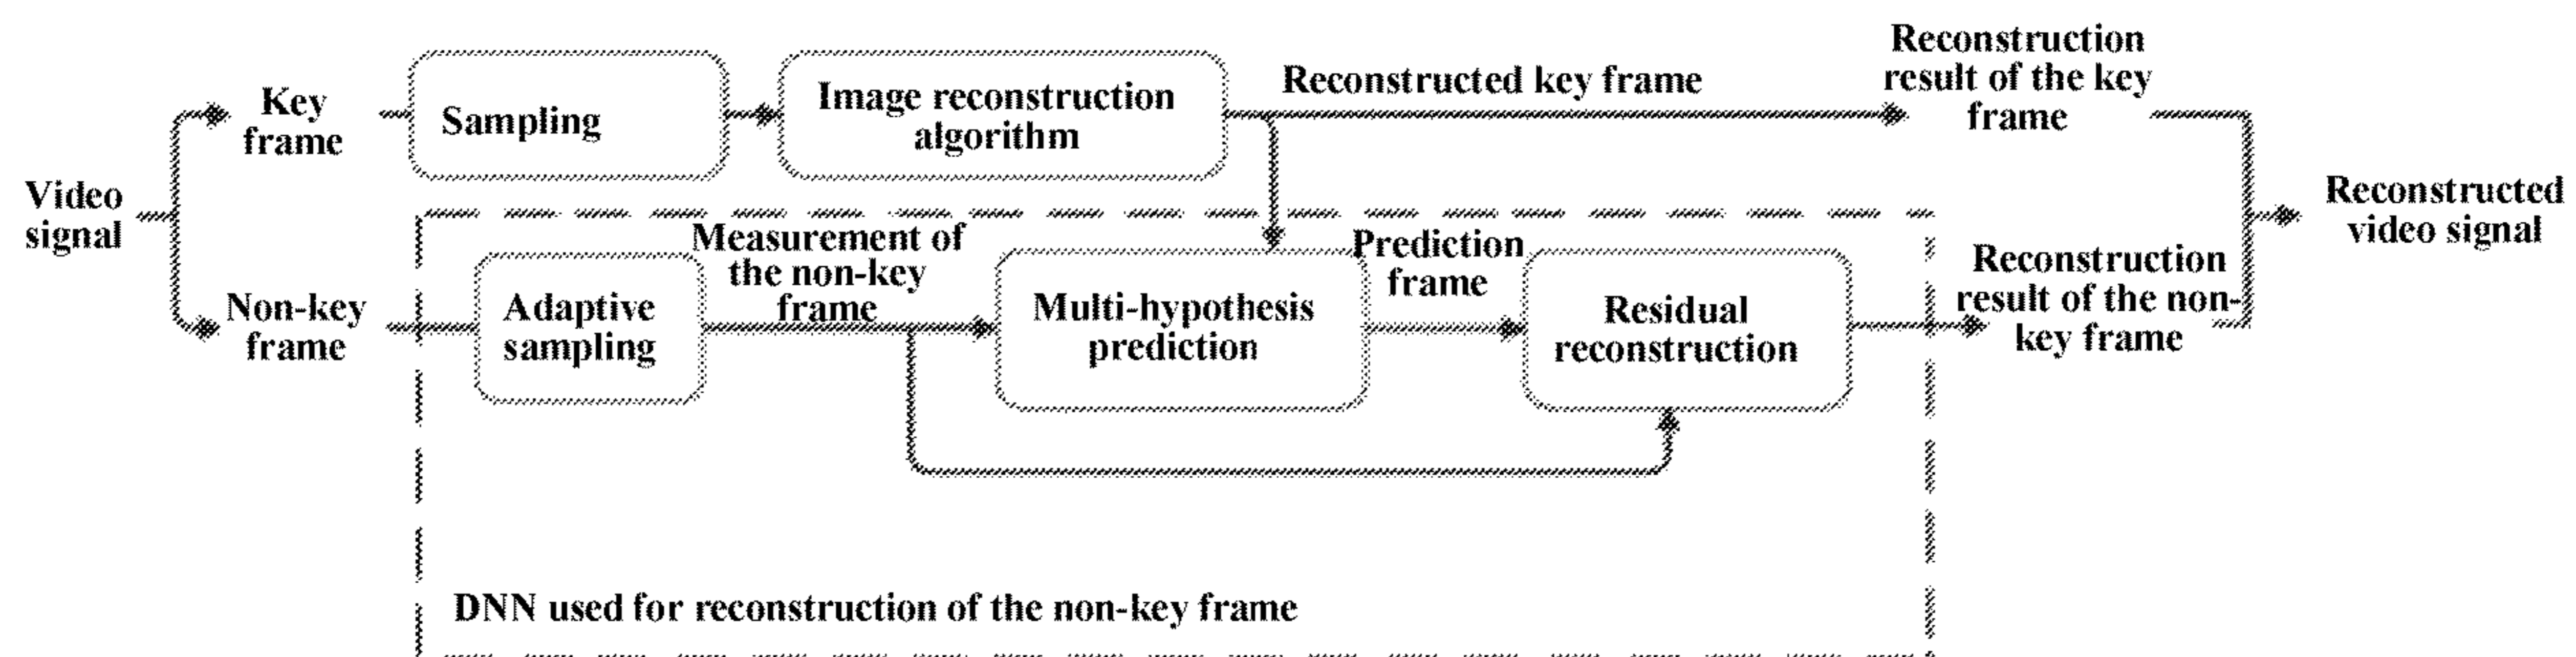 Video
signal
Key
frame
Sampling
Image reconstruction
algorithm
Reconstructed key frame
Reconstruction
result of the key
frame
Non-key
frame
Adaptive
sampling
Measurement of
the non-key
frame
Multi-hypothesis
prediction
Prediction
frame
Residual
reconstruction
Reconstruction
result of the non-
key frame
Reconstructed
video signal
DNN used for reconstruction of the non-key frame